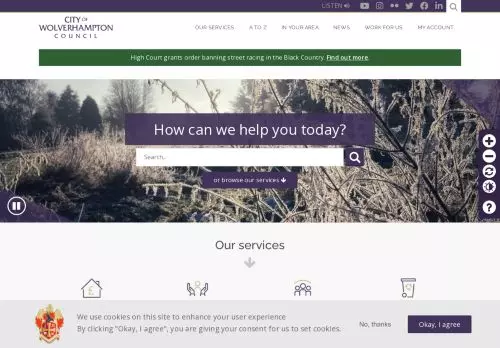 LISTEN
CITY OF
WOLVERHAMPTON
COUNCIL
OUR SERVICES
A TO Z
IN YOUR AREA
NEWS
WORK FOR US
MY ACCOUNT
High Court grants order banning street racing in the Black Country. Find out more.
How can we help you today?
Search...
or browse our services
Our services
We use cookies on this site to enhance your user experience
By clicking "Okay, I agree", you are giving your consent for us to set cookies.
No, thanks
Okay, I agree